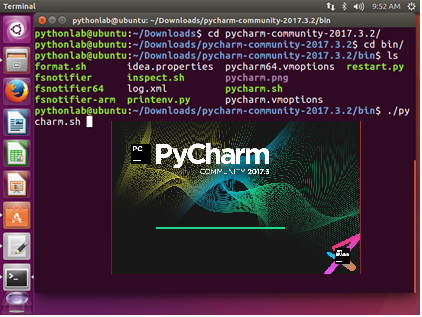 Terminal
9:52 AM
pythonlab@ubuntu: ~/Downloads/pycharm-community-2017.3.2/bin
pythonlab@ubuntu:~/Downloads$ cd pycharm-community-2017.3.2/
pythonlab@ubuntu:~/Downloads/pycharm-community-2017.3.2$ cd bin/
pythonlab@ubuntu:~/Downloads/pycharm-community-2017.3.2/bin$ ls
format.sh idea.properties pycharm64.vmoptions restart.py
fsnotifier inspect.sh pycharm.png
fsnotifier64 log.xml pycharm.sh
fsnotifier-arm printenv.py pycharm.vmoptions
pythonlab@ubuntu:~/Downloads/pycharm-community-2017.3.2/bin$ ./py
charm.sh
PC
PyCharm
COMMUNITY 2017.3